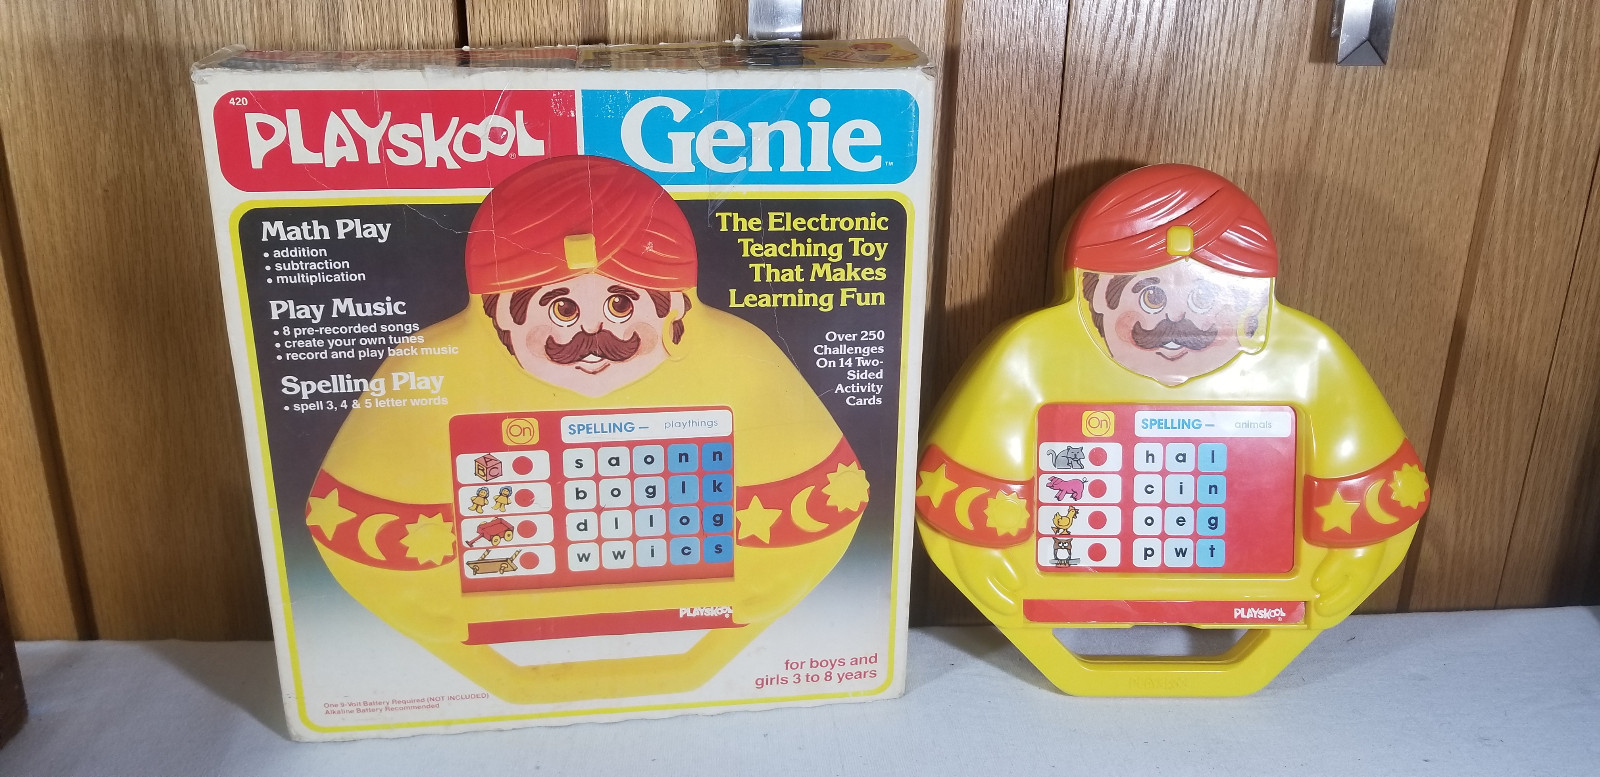 420
PLAYSKOOL®
Genie™
Math Play
• addition
• subtraction
• multiplication
Play Music
• 8 pre-recorded songs
• create your own tunes
• record and play back music
Spelling Play
• spell 3, 4 & 5 letter words
The Electronic
Teaching Toy
That Makes
Learning Fun
Over 250
Challenges
On 14 Two-
Sided
Activity
Cards
On
SPELLING – playthings
ABC
s a o n n
b o g l k
d l l o g
w w i c s
PLAYSKOOL®
for boys and
girls 3 to 8 years
One 9-Volt Battery Required (NOT INCLUDED)
Alkaline Battery Recommended
On
SPELLING – animals
h a l
c i n
o e g
p w t
PLAYSKOOL®